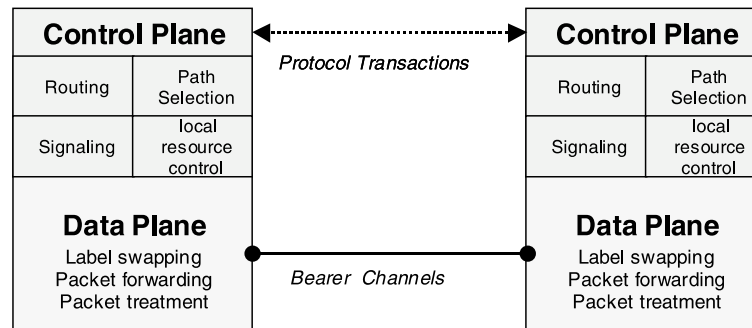 Control Plane
Routing
Path
Selection
Signaling
local
resource
control
Data Plane
Label swapping
Packet forwarding
Packet treatment
Protocol Transactions
Bearer Channels
Control Plane
Routing
Path
Selection
Signaling
local
resource
control
Data Plane
Label swapping
Packet forwarding
Packet treatment